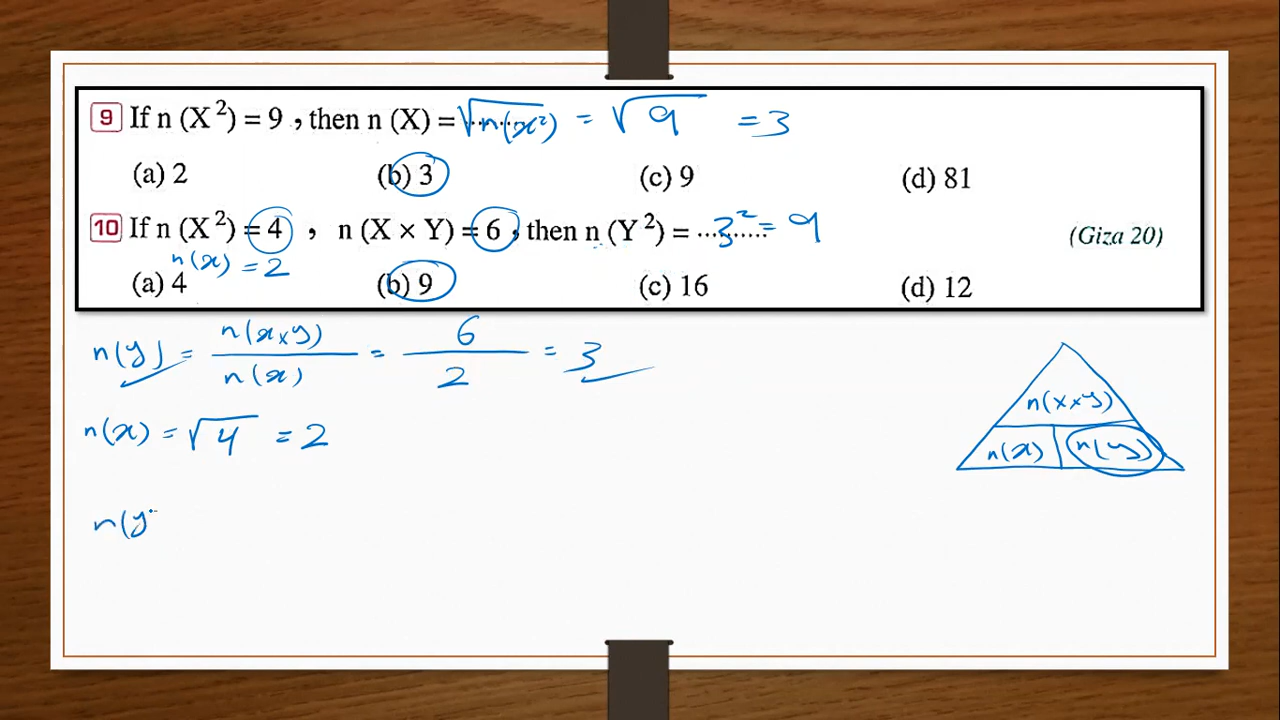 9 If n (X²) = 9 , then n (X) = ........ √n(x²) = √9 = 3
(a) 2 (b) 3 (c) 9 (d) 81
10 If n (X²) = 4 , n (X × Y) = 6 , then n (Y²) = .......... 3² = 9 (Giza 20)
n(x) = 2
(a) 4 (b) 9 (c) 16 (d) 12
n(y) = n(x×y) / n(x) = 6 / 2 = 3
n(x) = √4 = 2
n(y
n(x×y)
n(x) n(y)